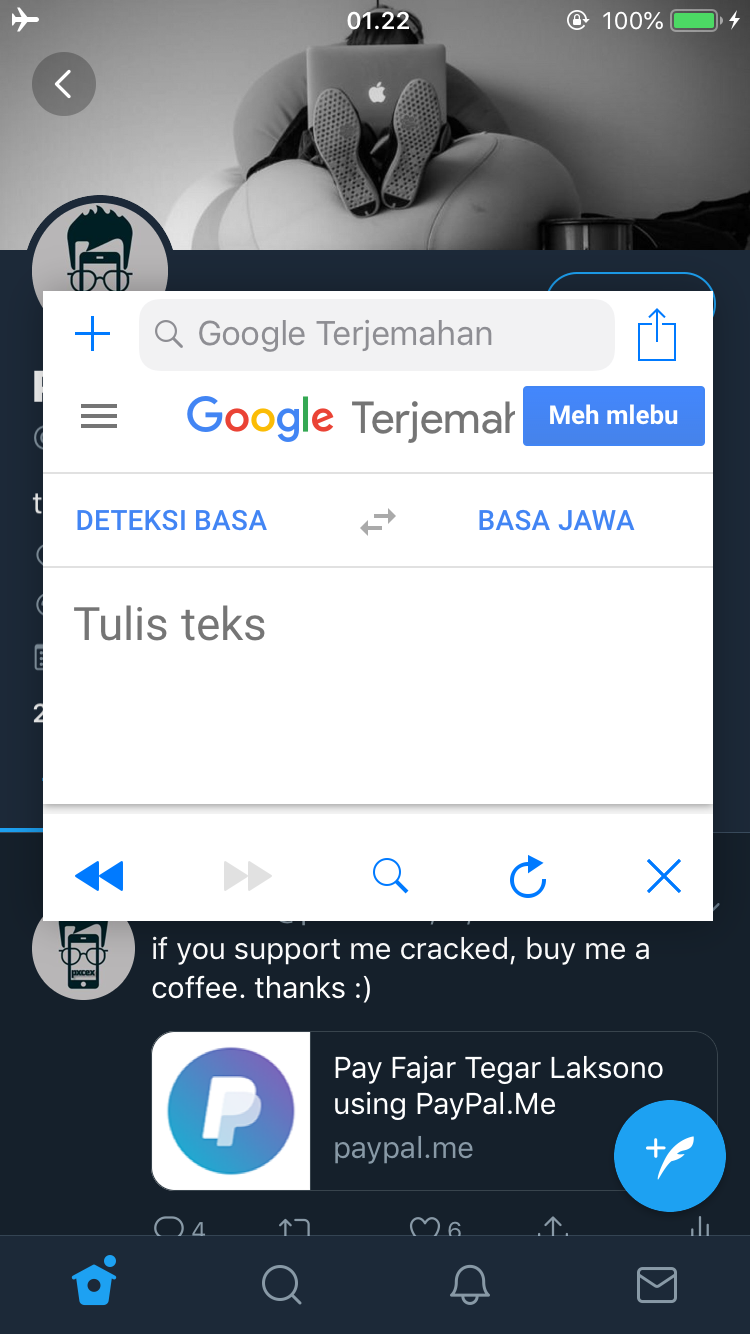 01.22
100%
Google Terjemahan
Google Terjemah
Meh mlebu
DETEKSI BASA
BASA JAWA
Tulis teks
if you support me cracked, buy me a
coffee. thanks :)
Pay Fajar Tegar Laksono
using PayPal.Me
paypal.me
4
6